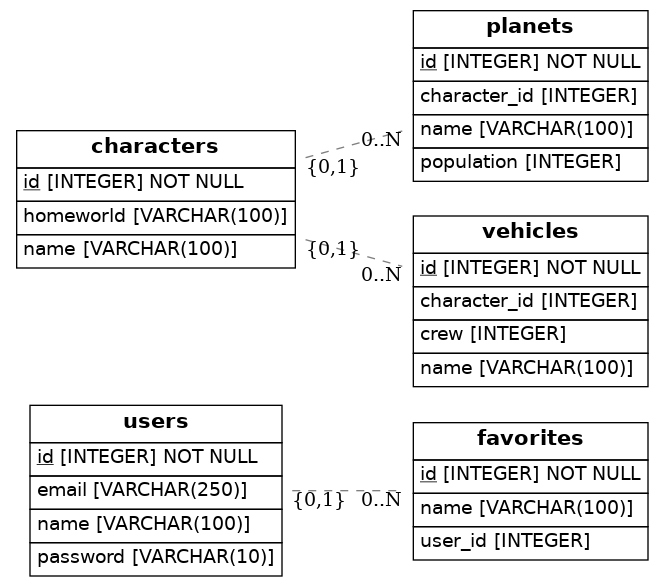 characters
id [INTEGER] NOT NULL
homeworld [VARCHAR(100)]
name [VARCHAR(100)]
{0,1}
0..N
{0,1}
0..N
planets
id [INTEGER] NOT NULL
character_id [INTEGER]
name [VARCHAR(100)]
population [INTEGER]
vehicles
id [INTEGER] NOT NULL
character_id [INTEGER]
crew [INTEGER]
name [VARCHAR(100)]
users
id [INTEGER] NOT NULL
email [VARCHAR(250)]
name [VARCHAR(100)]
password [VARCHAR(10)]
{0,1}
0..N
favorites
id [INTEGER] NOT NULL
name [VARCHAR(100)]
user_id [INTEGER]